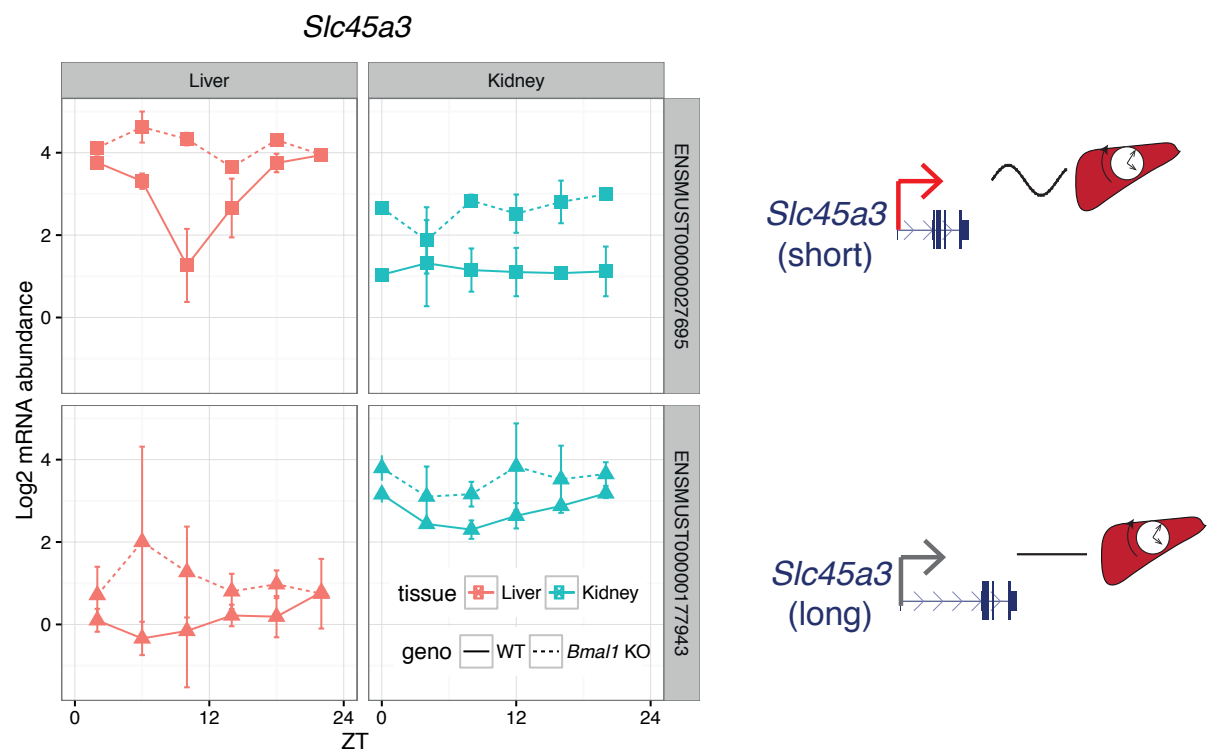 Slc45a3
Liver
Kidney
Log2 mRNA abundance
4
2
0
ENSMUST00000027695
4
2
0
ENSMUST00000177943
tissue Liver Kidney
geno WT Bmal1 KO
0 12 24 0 12 24
ZT
Slc45a3
(short)
Slc45a3
(long)